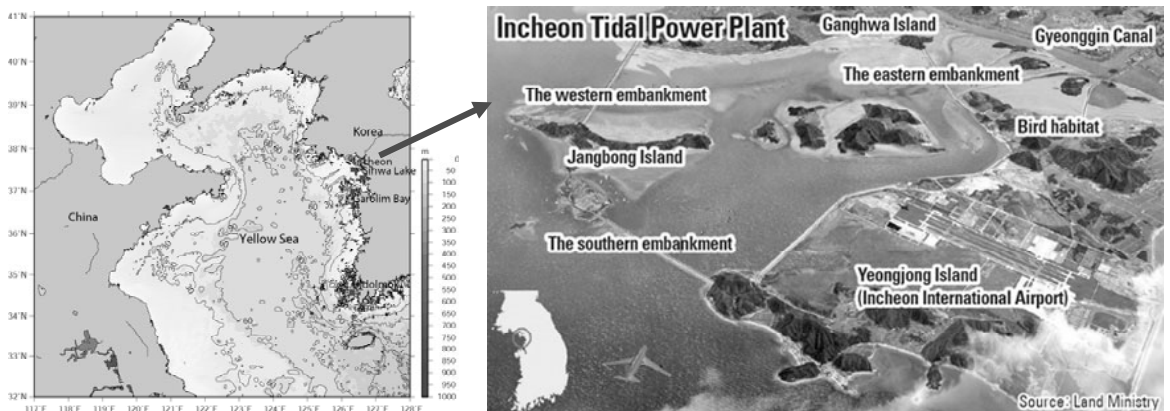 41°N
40°N
39°N
38°N
37°N
36°N
35°N
34°N
33°N
32°N
117°E 118°E 119°E 120°E 121°E 122°E 123°E 124°E 125°E 126°E 127°E 128°E
Korea
Sihwa Lake
Garolim Bay
China
Yellow Sea
m
0
50
100
150
200
250
300
350
400
450
500
550
600
650
700
750
800
850
900
950
1000
Incheon Tidal Power Plant
Ganghwa Island
Gyeonggin Canal
The eastern embankment
The western embankment
Bird habitat
Jangbong Island
The southern embankment
Yeongjong Island
(Incheon International Airport)
Source: Land Ministry